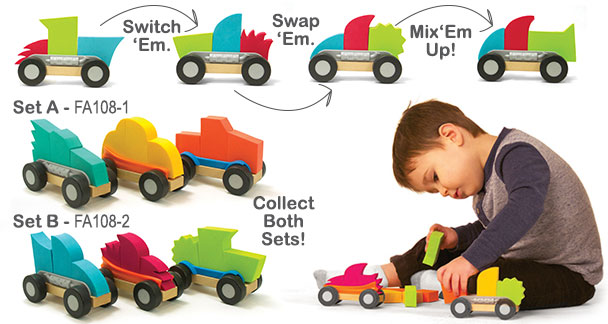 Switch
‘Em.
Swap
‘Em.
Mix‘Em
Up!
Set A - FA108-1
Set B - FA108-2
Collect
Both
Sets!